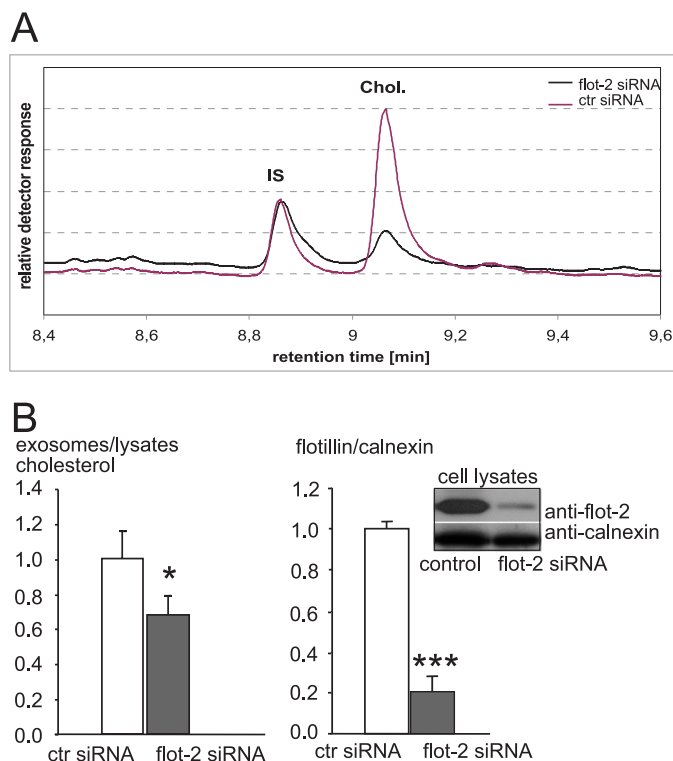 A
Chol.
flot-2 siRNA
ctr siRNA
IS
relative detector response
8,4 8,6 8,8 9 9,2 9,4 9,6
retention time [min]
B
exosomes/lysates
cholesterol
1.4
1.2
1.0
0.8
0.6
0.4
0.2
0.0
*
ctr siRNA flot-2 siRNA
flotillin/calnexin
1.2
1.0
0.8
0.6
0.4
0.2
0.0
***
ctr siRNA flot-2 siRNA
cell lysates
anti-flot-2
anti-calnexin
control flot-2 siRNA